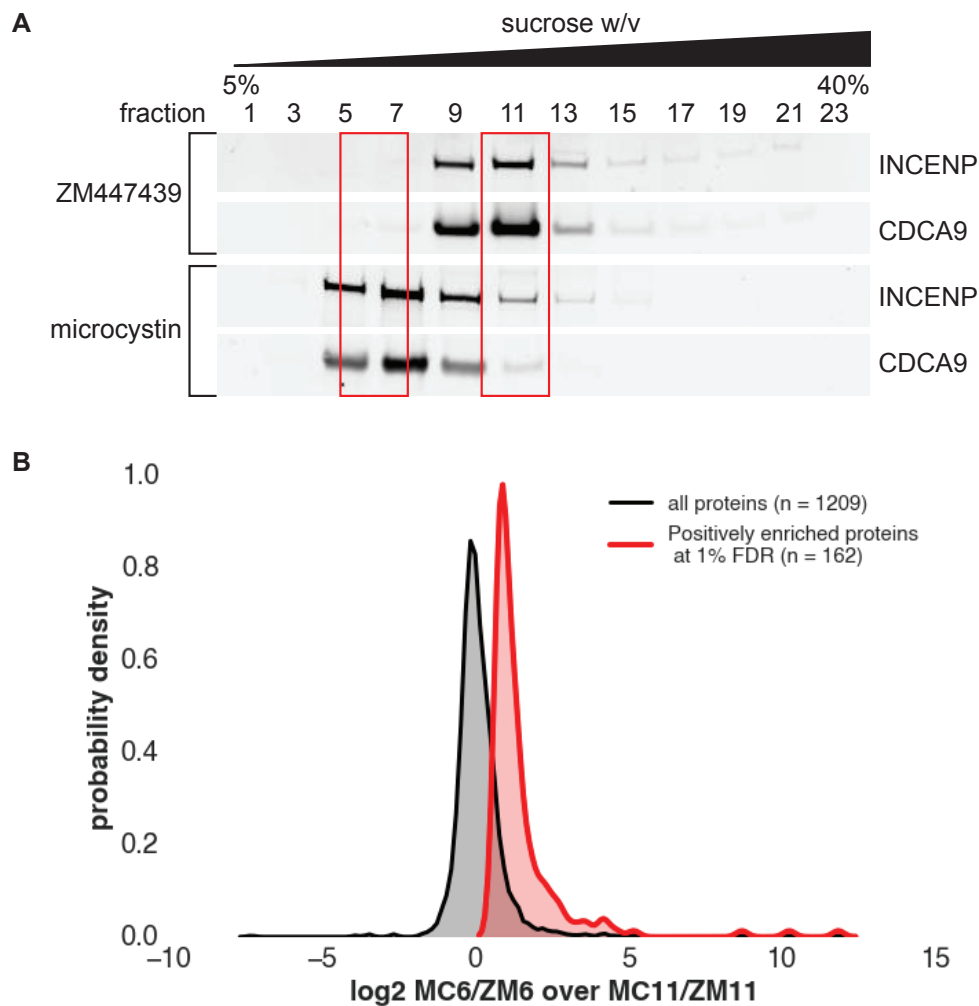 A
sucrose w/v
5%
40%
fraction 1 3 5 7 9 11 13 15 17 19 21 23
ZM447439
INCENP
CDCA9
microcystin
INCENP
CDCA9
B
1.0
0.8
0.6
0.4
0.2
0.0
probability density
all proteins (n = 1209)
Positively enriched proteins
at 1% FDR (n = 162)
−10 −5 0 5 10 15
log2 MC6/ZM6 over MC11/ZM11